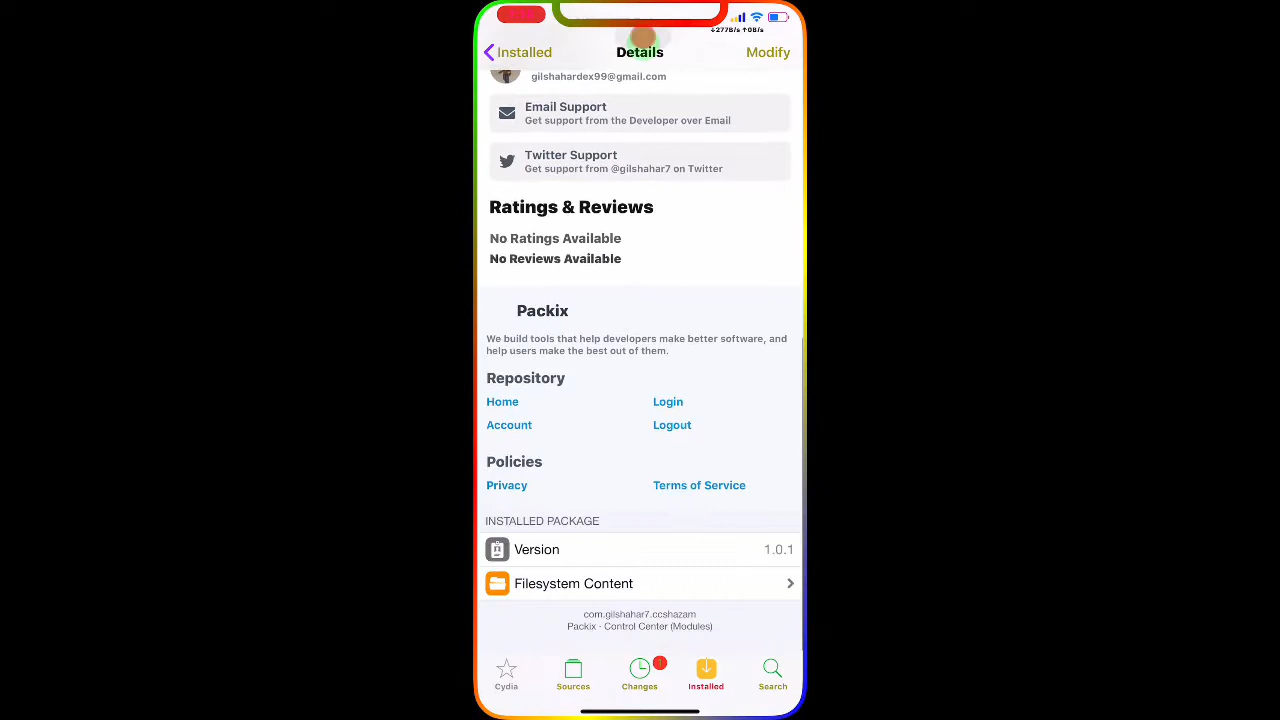 ↓277B/s ↑0B/s
Installed
Details
Modify
gilshahardex99@gmail.com
Email Support
Get support from the Developer over Email
Twitter Support
Get support from @gilshahar7 on Twitter
Ratings & Reviews
No Ratings Available
No Reviews Available
Packix
We build tools that help developers make better software, and
help users make the best out of them.
Repository
Home
Login
Account
Logout
Policies
Privacy
Terms of Service
INSTALLED PACKAGE
Version
1.0.1
Filesystem Content
com.gilshahar7.ccshazam
Packix - Control Center (Modules)
Cydia
Sources
Changes
Installed
Search